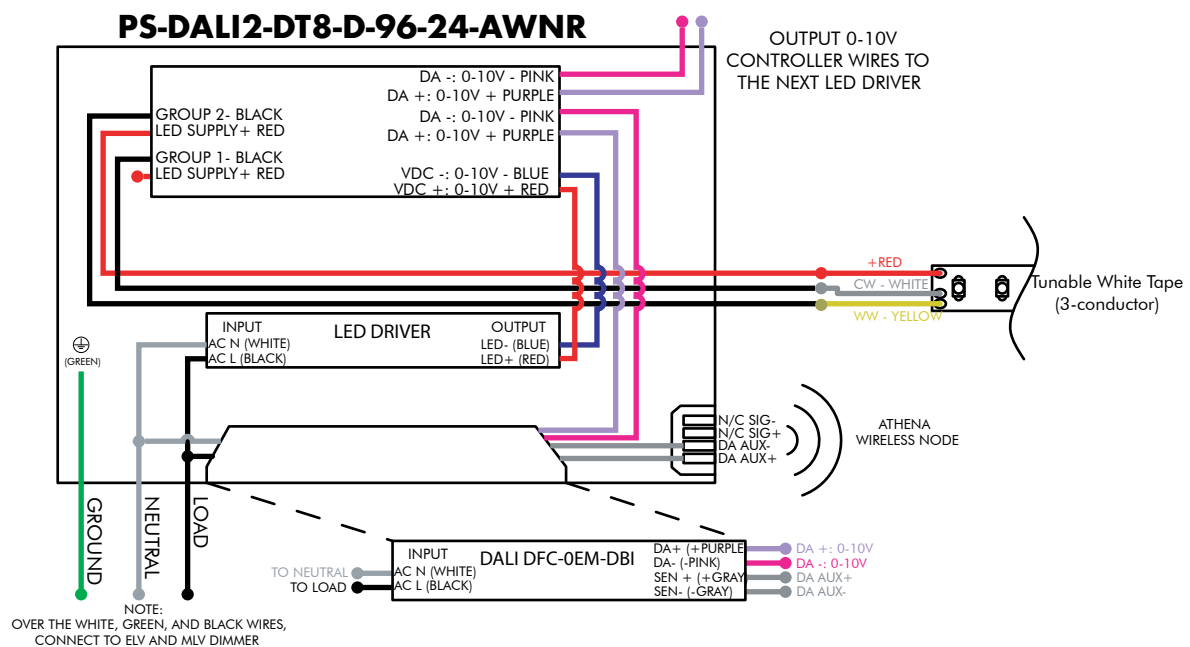 PS-DALI2-DT8-D-96-24-AWNR
OUTPUT 0-10V
CONTROLLER WIRES TO
THE NEXT LED DRIVER
DA -: 0-10V - PINK
DA +: 0-10V + PURPLE
DA -: 0-10V - PINK
DA +: 0-10V + PURPLE
GROUP 2- BLACK
LED SUPPLY+ RED
GROUP 1- BLACK
LED SUPPLY+ RED
VDC -: 0-10V - BLUE
VDC +: 0-10V + RED
+RED
CW - WHITE
WW - YELLOW
Tunable White Tape
(3-conductor)
INPUT
AC N (WHITE)
AC L (BLACK)
LED DRIVER
OUTPUT
LED- (BLUE)
LED+ (RED)
(GREEN)
N/C SIG-
N/C SIG+
DA AUX-
DA AUX+
ATHENA
WIRELESS NODE
GROUND
NEUTRAL
LOAD
INPUT
AC N (WHITE)
AC L (BLACK)
DALI DFC-0EM-DBI
DA+ (+PURPLE
DA- (-PINK)
SEN + (+GRAY
SEN- (-GRAY)
DA +: 0-10V
DA -: 0-10V
DA AUX+
DA AUX-
TO NEUTRAL
TO LOAD
NOTE:
OVER THE WHITE, GREEN, AND BLACK WIRES,
CONNECT TO ELV AND MLV DIMMER